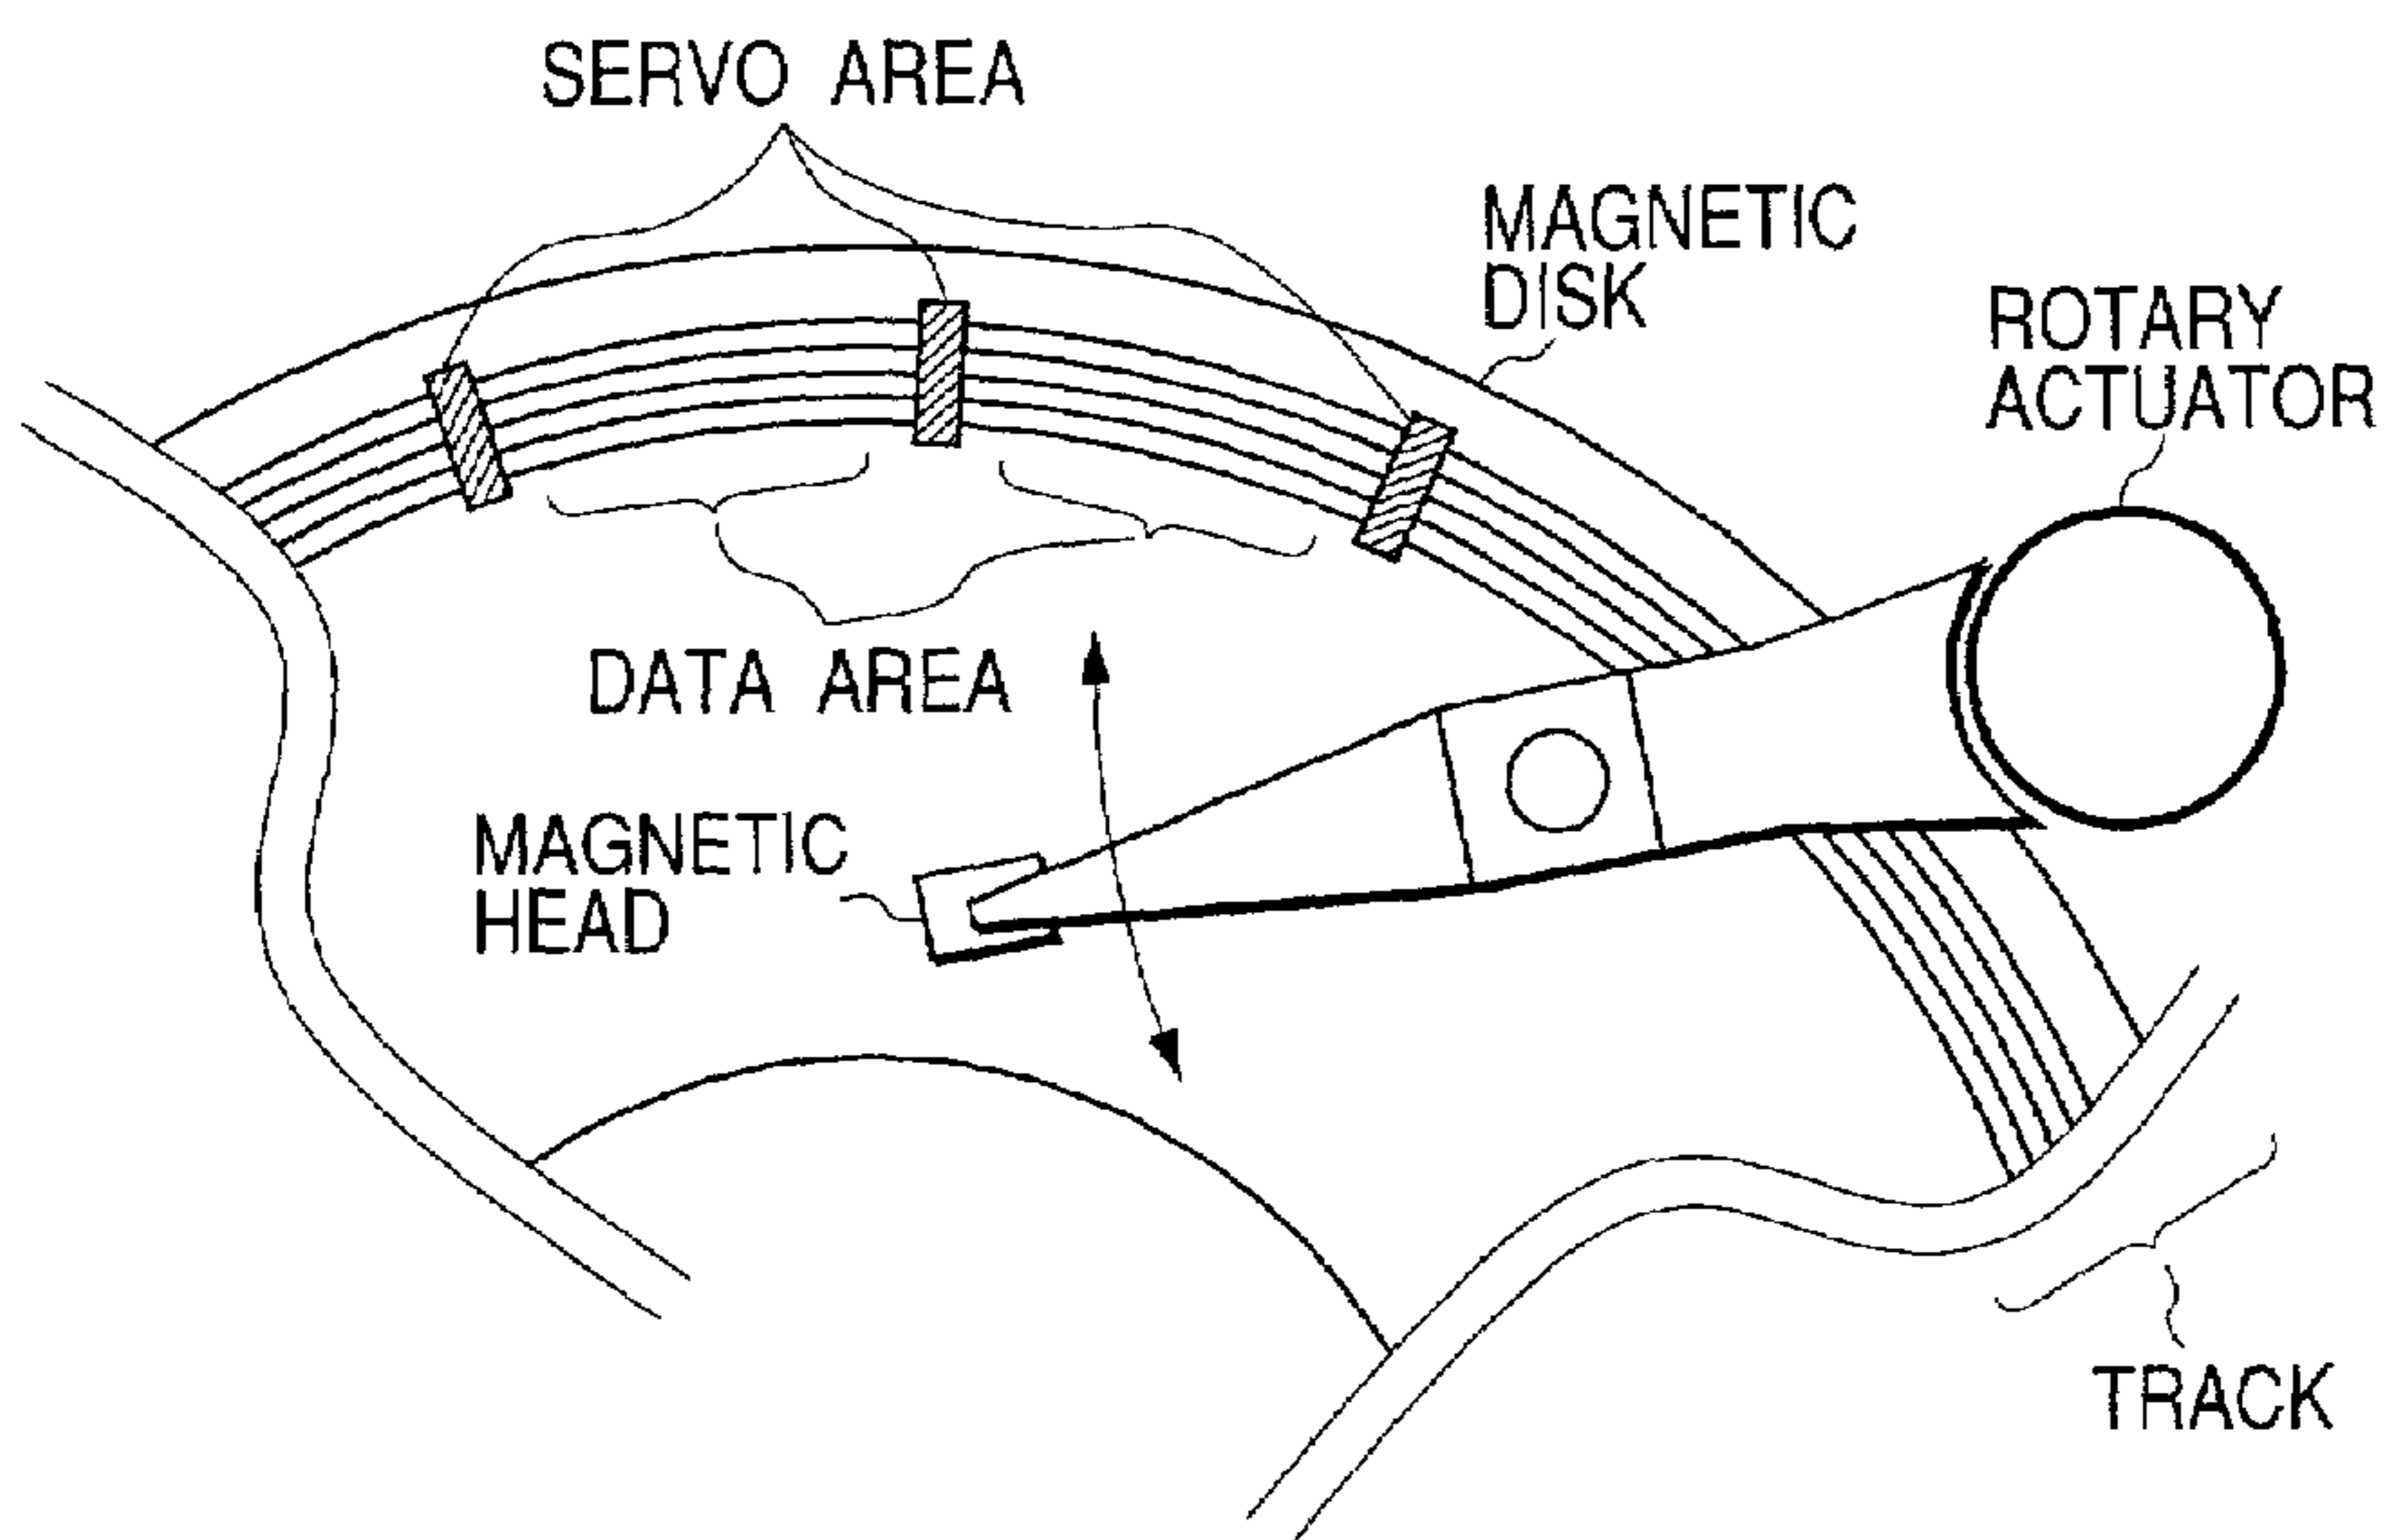 SERVO AREA
MAGNETIC
DISK
ROTARY
ACTUATOR
DATA AREA
MAGNETIC
HEAD
TRACK